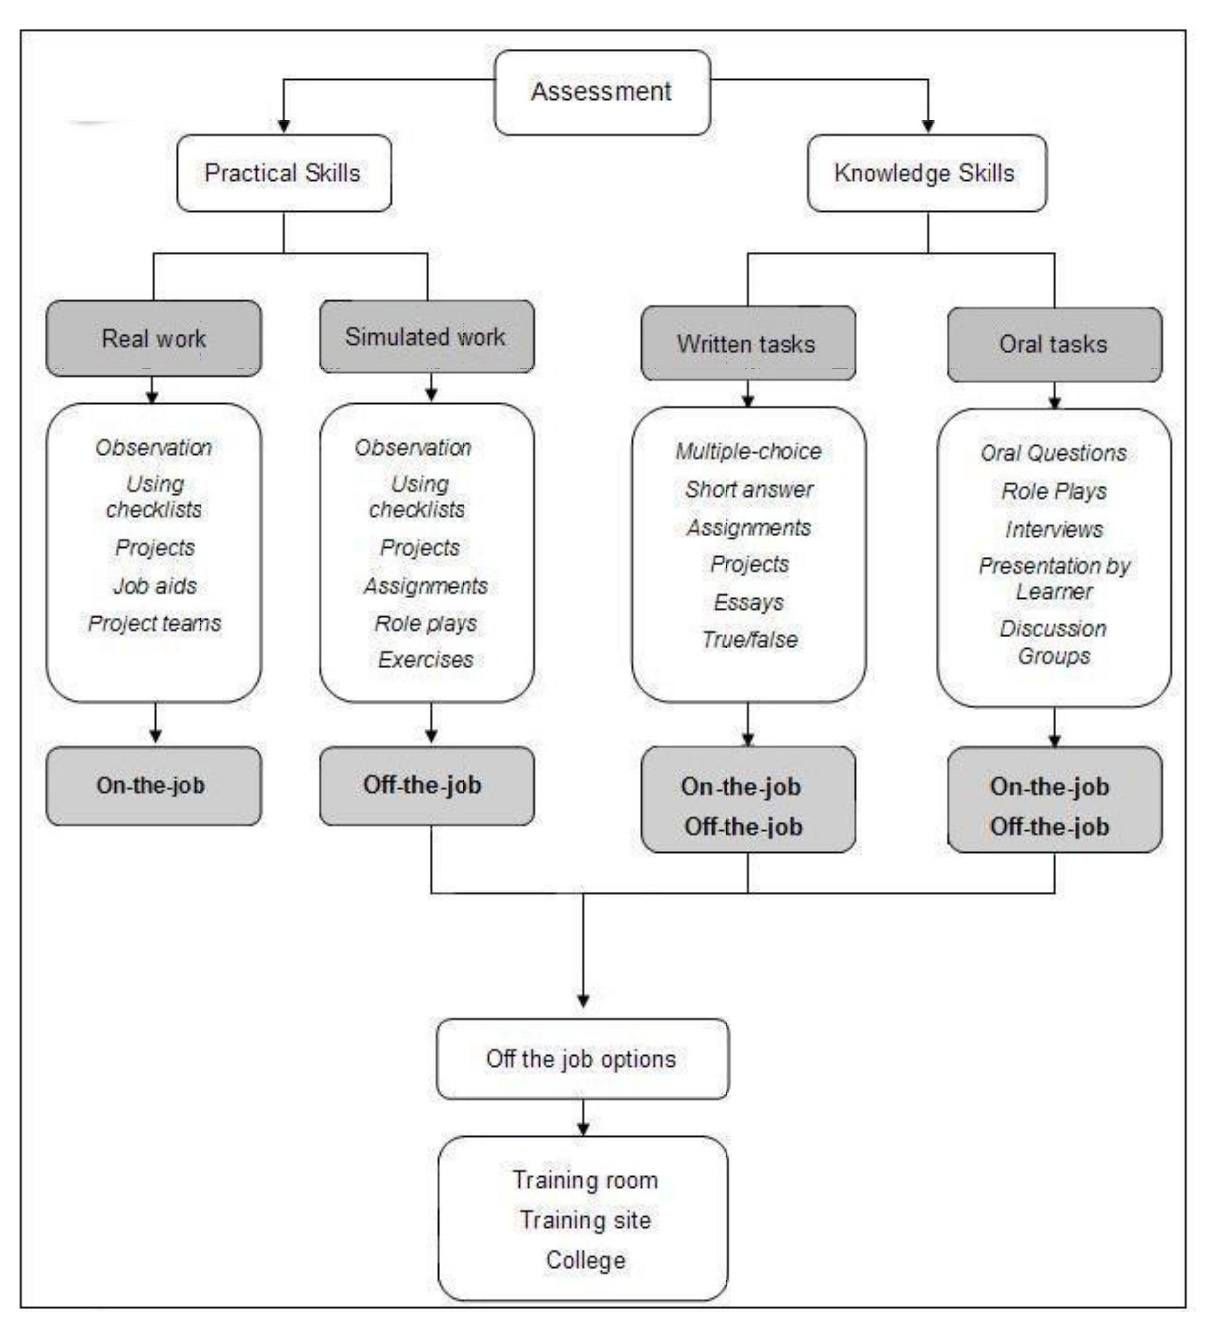 Assessment
Practical Skills
Knowledge Skills
Real work
Simulated work
Written tasks
Oral tasks
Observation
Using
checklists
Projects
Job aids
Project teams
Observation
Using
checklists
Projects
Assignments
Role plays
Exercises
Multiple-choice
Short answer
Assignments
Projects
Essays
True/false
Oral Questions
Role Plays
Interviews
Presentation by
Learner
Discussion
Groups
On-the-job
Off-the-job
On-the-job
Off-the-job
On-the-job
Off-the-job
Off the job options
Training room
Training site
College